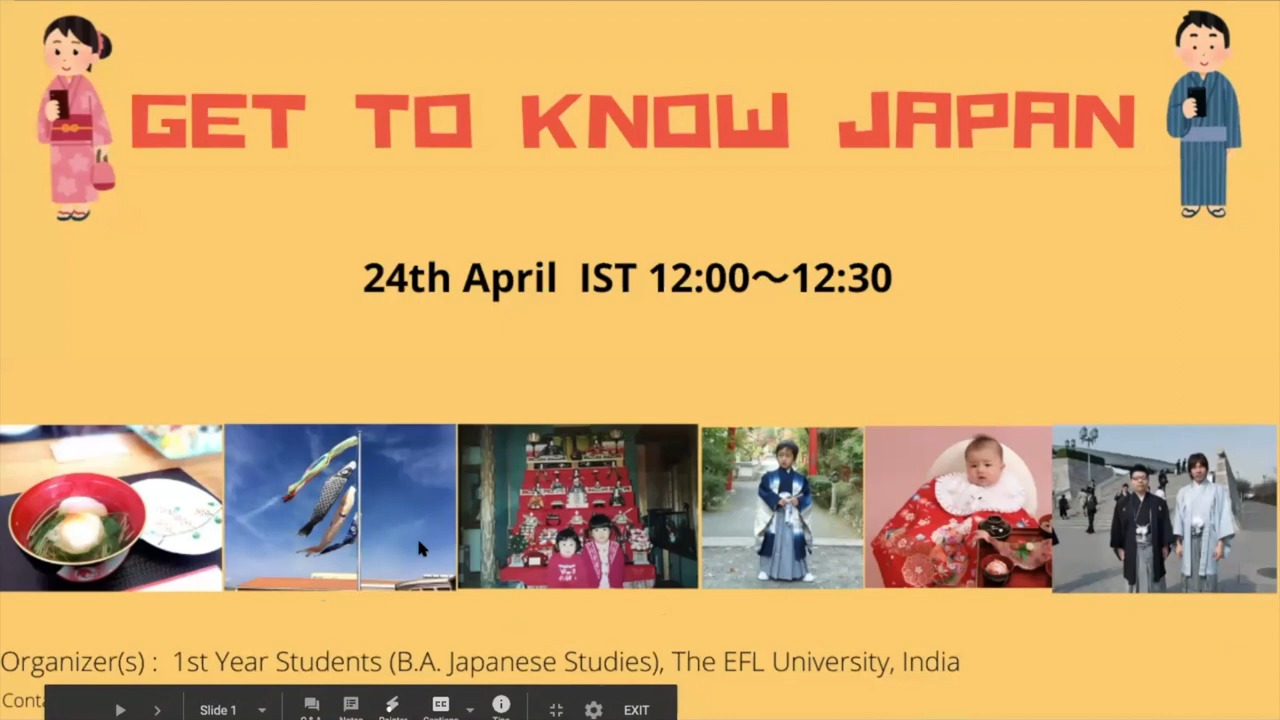 GET TO KNOW JAPAN
24th April IST 12:00～12:30
Organizer(s) : 1st Year Students (B.A. Japanese Studies), The EFL University, India
Slide 1
EXIT